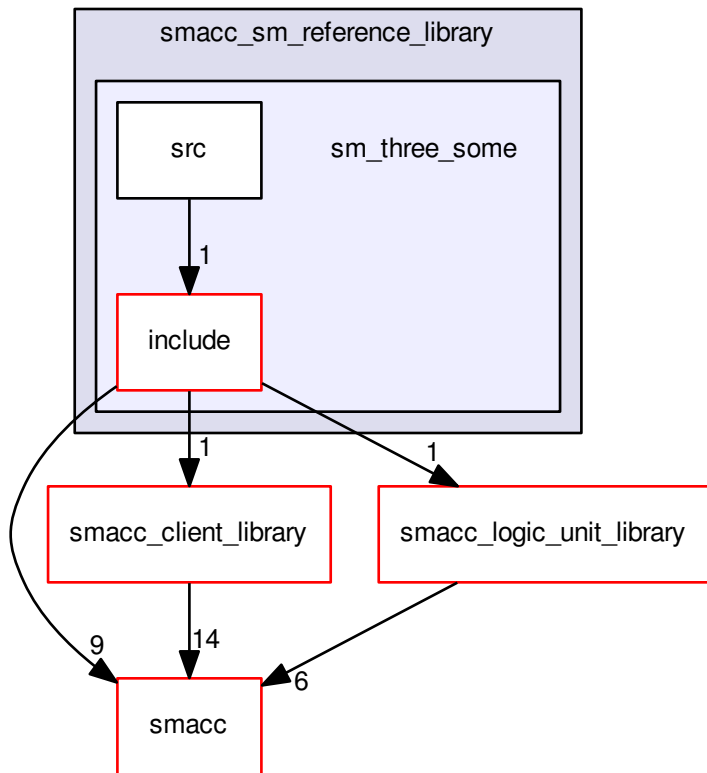 smacc_sm_reference_library
src
sm_three_some
1
include
1
1
smacc_client_library
smacc_logic_unit_library
9
14
6
smacc